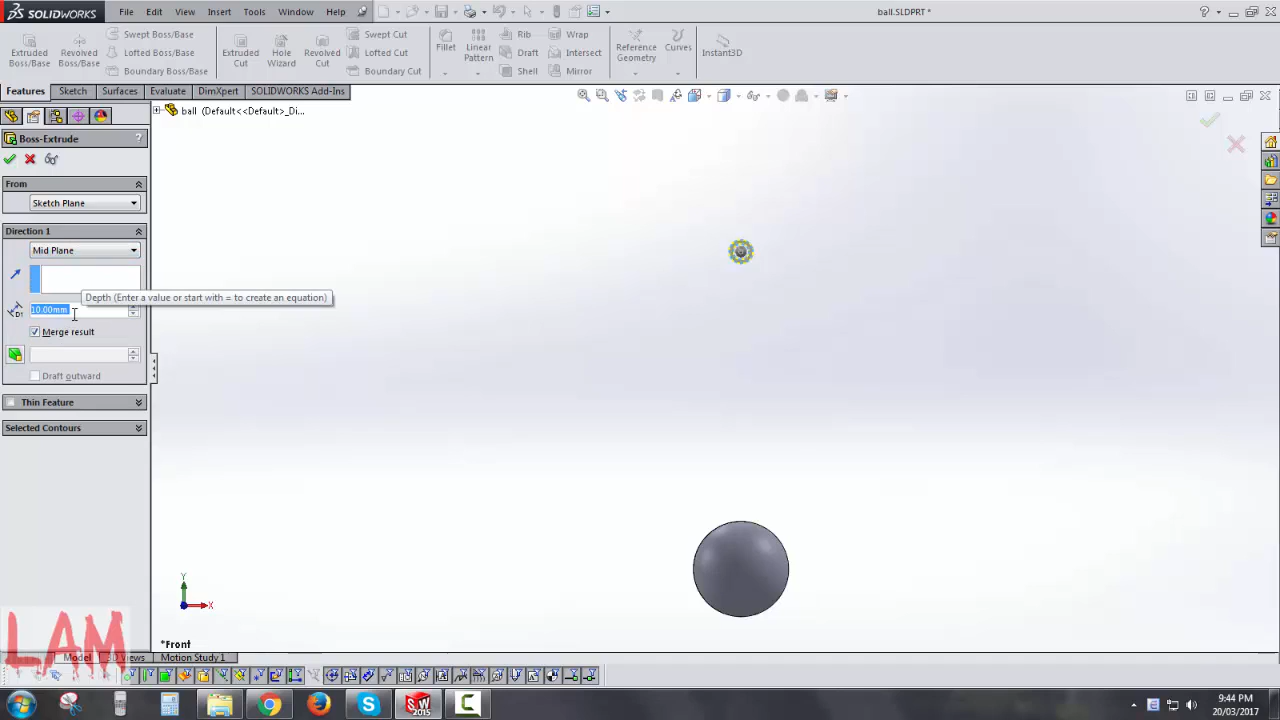 SOLIDWORKS File Edit View Insert Tools Window Help ball.SLDPRT *
Extruded Boss/Base Revolved Boss/Base Swept Boss/Base Lofted Boss/Base Boundary Boss/Base Extruded Cut Hole Wizard Revolved Cut Swept Cut Lofted Cut Boundary Cut Fillet Linear Pattern Rib Draft Shell Wrap Intersect Mirror Reference Geometry Curves Instant3D
Features Sketch Surfaces Evaluate DimXpert SOLIDWORKS Add-Ins
ball (Default<<Default>_Di...
Boss-Extrude ?
From
Sketch Plane
Direction 1
Mid Plane
Depth (Enter a value or start with = to create an equation)
D1 10.00mm
Merge result
Draft outward
Thin Feature
Selected Contours
Y
X
LAM
*Front
Model 3D Views Motion Study 1
SW 2015
9:44 PM
20/03/2017